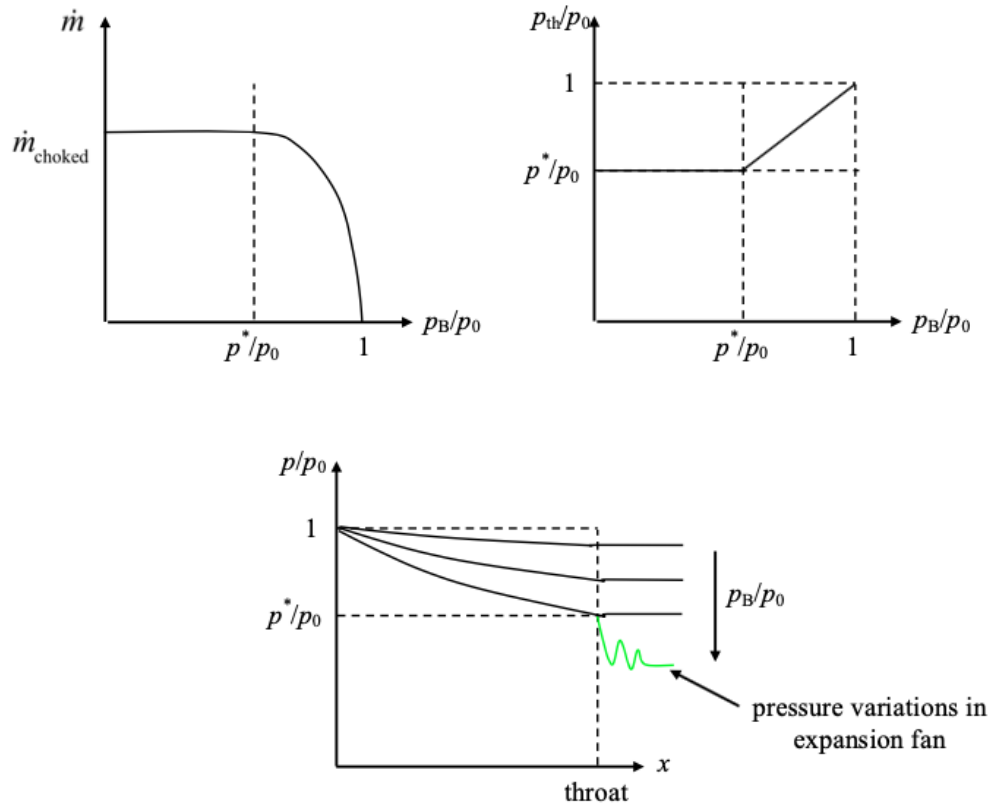 ṁ
ṁchoked
p*/p0
1
pB/p0
pth/p0
1
p*/p0
p*/p0
1
pB/p0
p/p0
1
p*/p0
pB/p0
pressure variations in
expansion fan
x
throat